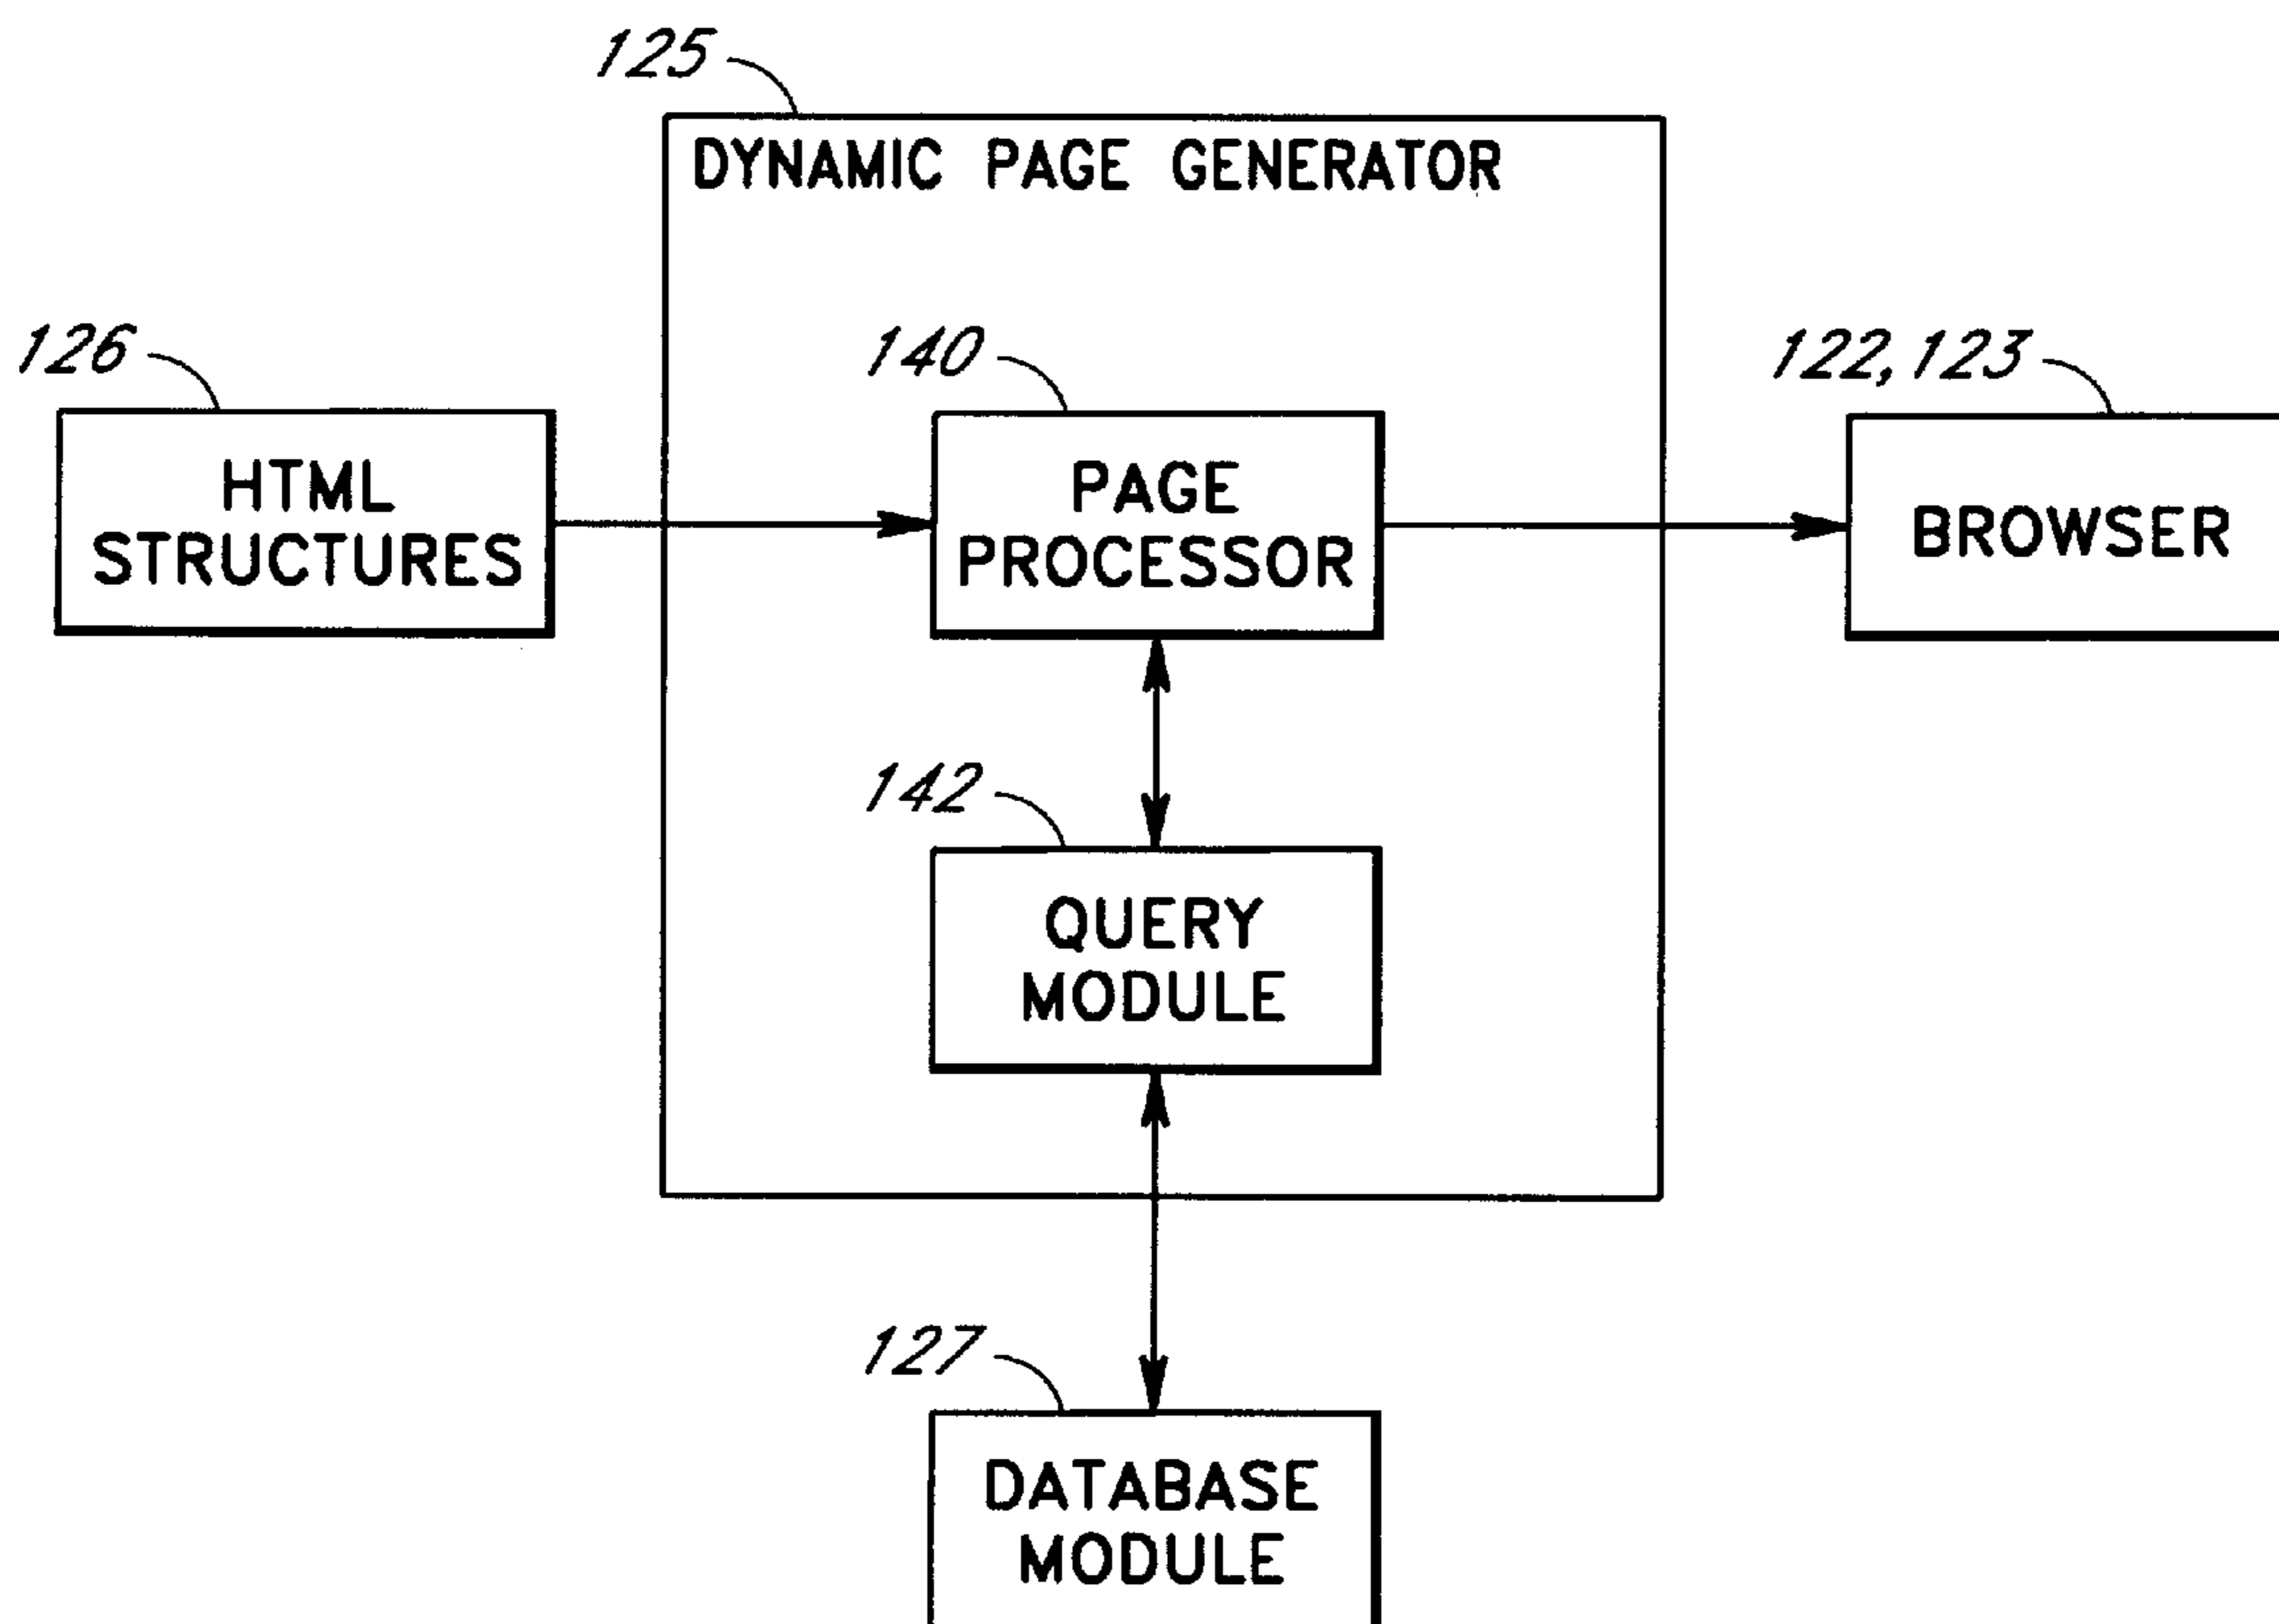 125
DYNAMIC PAGE GENERATOR
126
140
122, 123
HTML
STRUCTURES
PAGE
PROCESSOR
BROWSER
142
QUERY
MODULE
127
DATABASE
MODULE